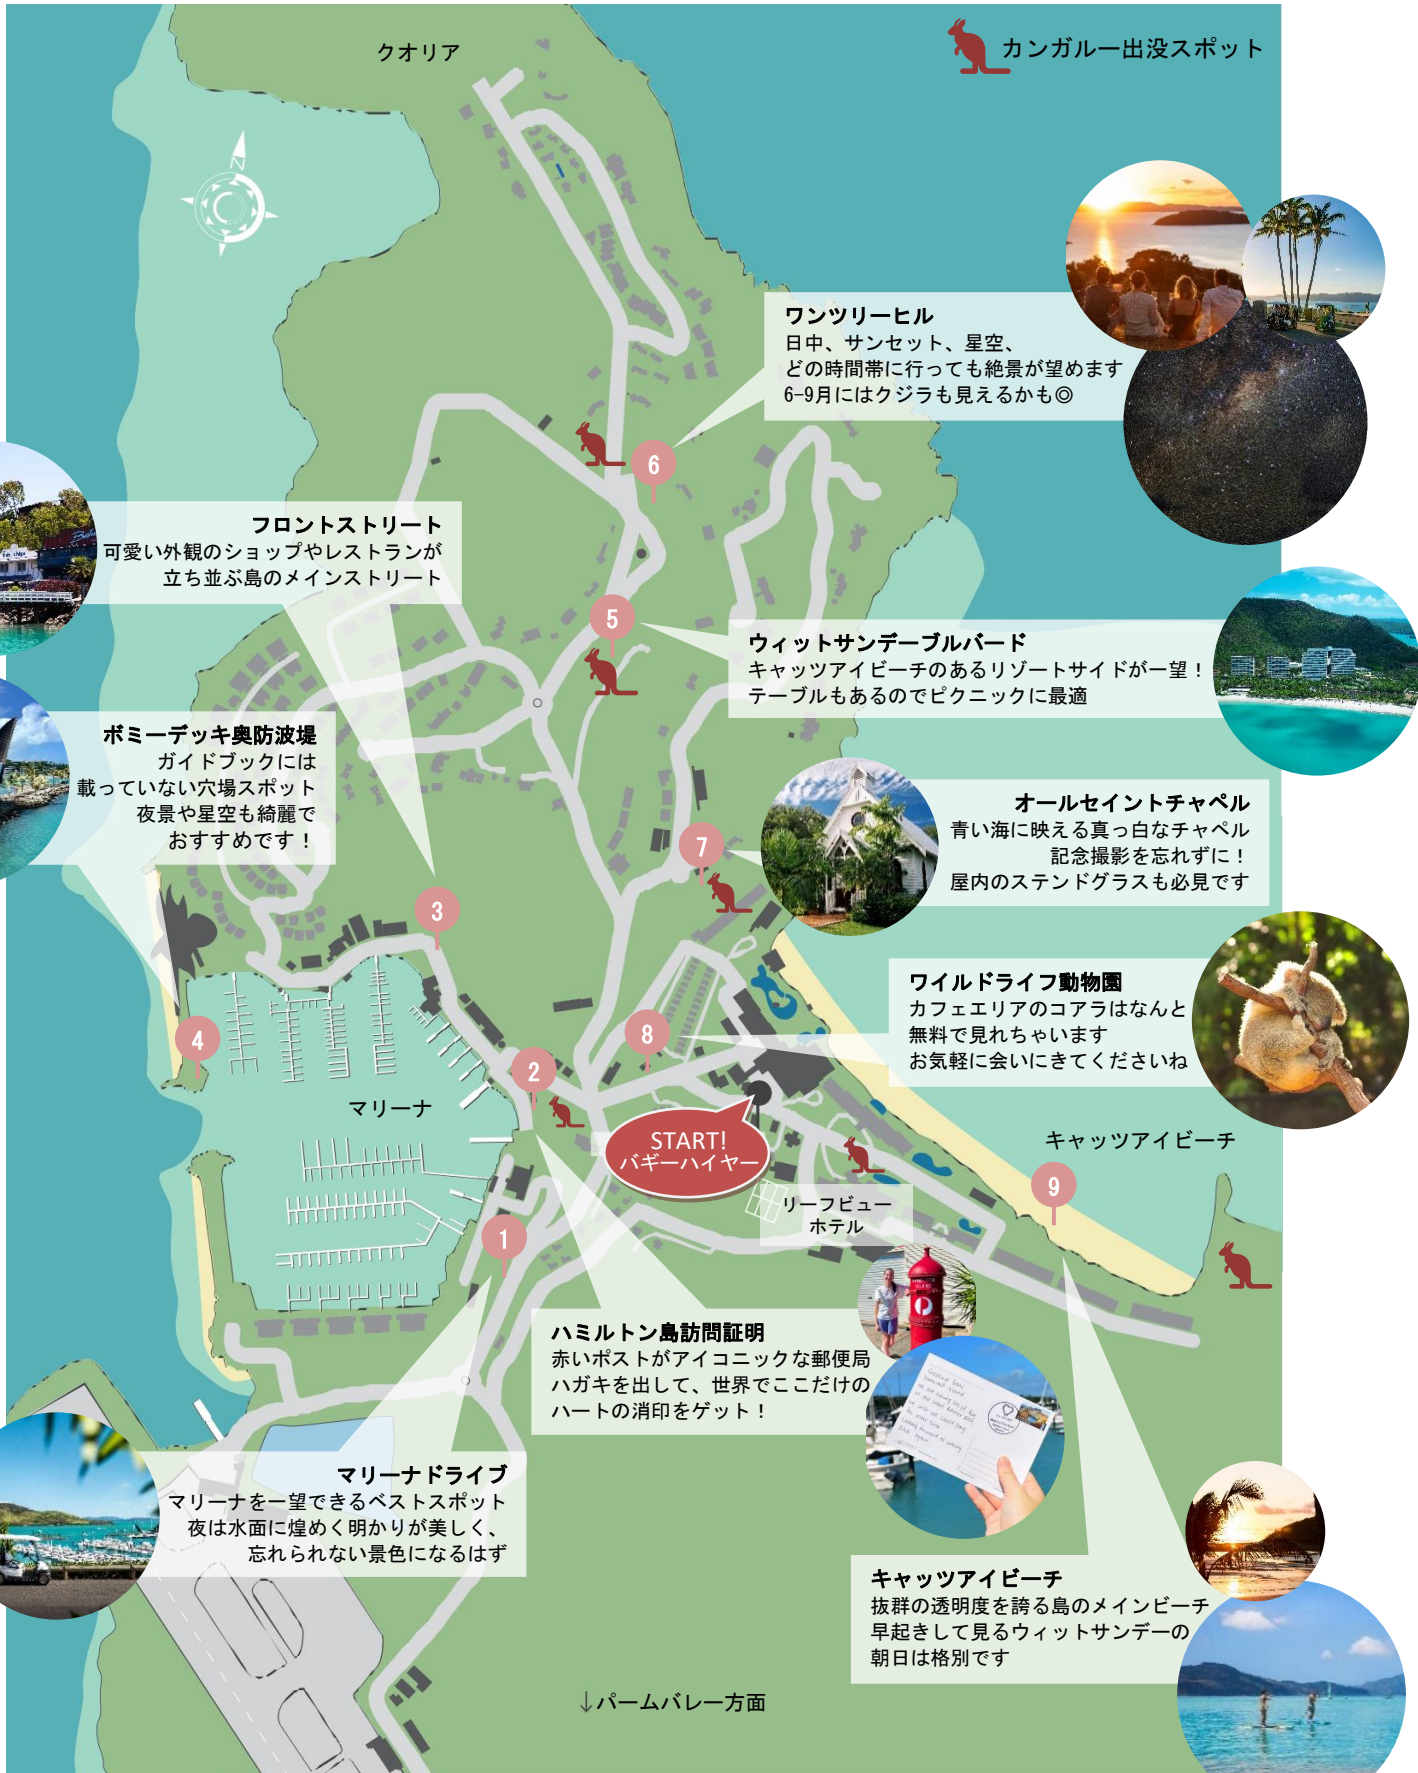 クオリア
カンガルー出没スポット
N
ワンツリーヒル
日中、サンセット、星空、
どの時間帯に行っても絶景が望めます
6-9月にはクジラも見えるかも◎
6
フロントストリート
可愛い外観のショップやレストランが
立ち並ぶ島のメインストリート
5
ウィットサンデーブルバード
キャッツアイビーチのあるリゾートサイドが一望！
テーブルもあるのでピクニックに最適
ボミーデッキ奥防波堤
ガイドブックには
載っていない穴場スポット
夜景や星空も綺麗で
おすすめです！
オールセイントチャペル
青い海に映える真っ白なチャペル
記念撮影を忘れずに！
屋内のステンドグラスも必見です
7
3
ワイルドライフ動物園
カフェエリアのコアラはなんと
無料で見れちゃいます
お気軽に会いにきてくださいね
8
4
2
マリーナ
START!
バギーハイヤー
キャッツアイビーチ
9
リーフビュー
ホテル
1
ハミルトン島訪問証明
赤いポストがアイコニックな郵便局
ハガキを出して、世界でここだけの
ハートの消印をゲット！
マリーナドライブ
マリーナを一望できるベストスポット
夜は水面に煌めく明かりが美しく、
忘れられない景色になるはず
キャッツアイビーチ
抜群の透明度を誇る島のメインビーチ
早起きして見るウィットサンデーの
朝日は格別です
↓パームバレー方面